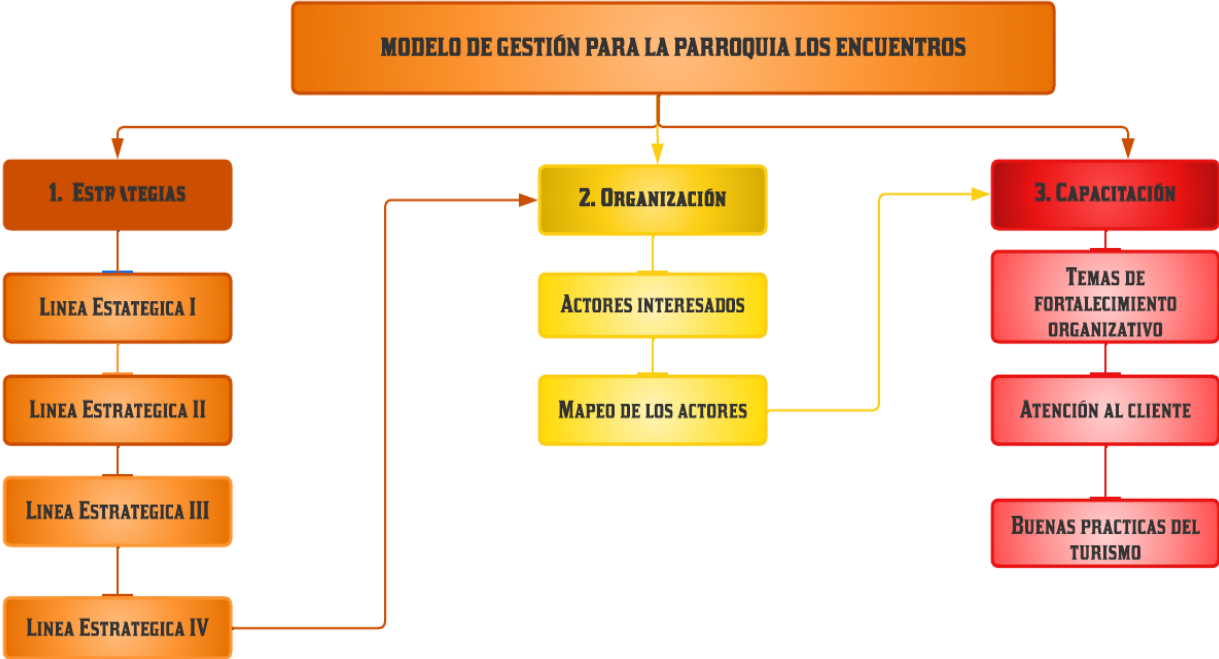 MODELO DE GESTIÓN PARA LA PARROQUIA LOS ENCUENTROS
1. ESTRATEGIAS
LINEA ESTATEGICA I
LINEA ESTRATEGICA II
LINEA ESTRATEGICA III
LINEA ESTRATEGICA IV
2. ORGANIZACIÓN
ACTORES INTERESADOS
MAPEO DE LOS ACTORES
3. CAPACITACIÓN
TEMAS DE
FORTALECIMIENTO
ORGANIZATIVO
ATENCIÓN AL CLIENTE
BUENAS PRACTICAS DEL
TURISMO